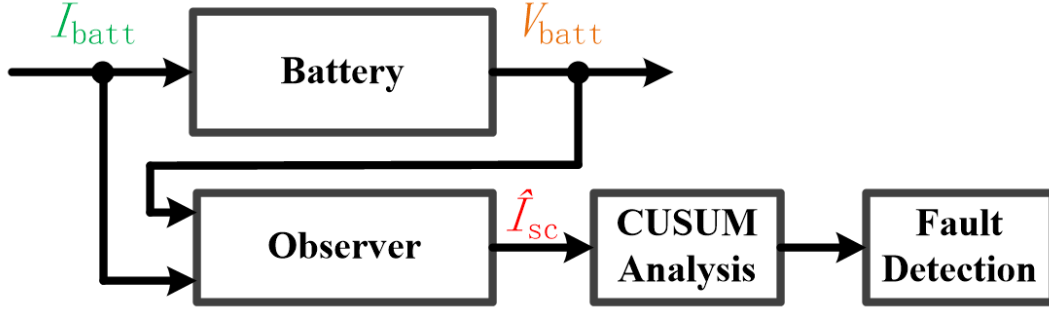 I_batt
V_batt
Battery
Observer
Î_sc
CUSUM
Analysis
Fault
Detection